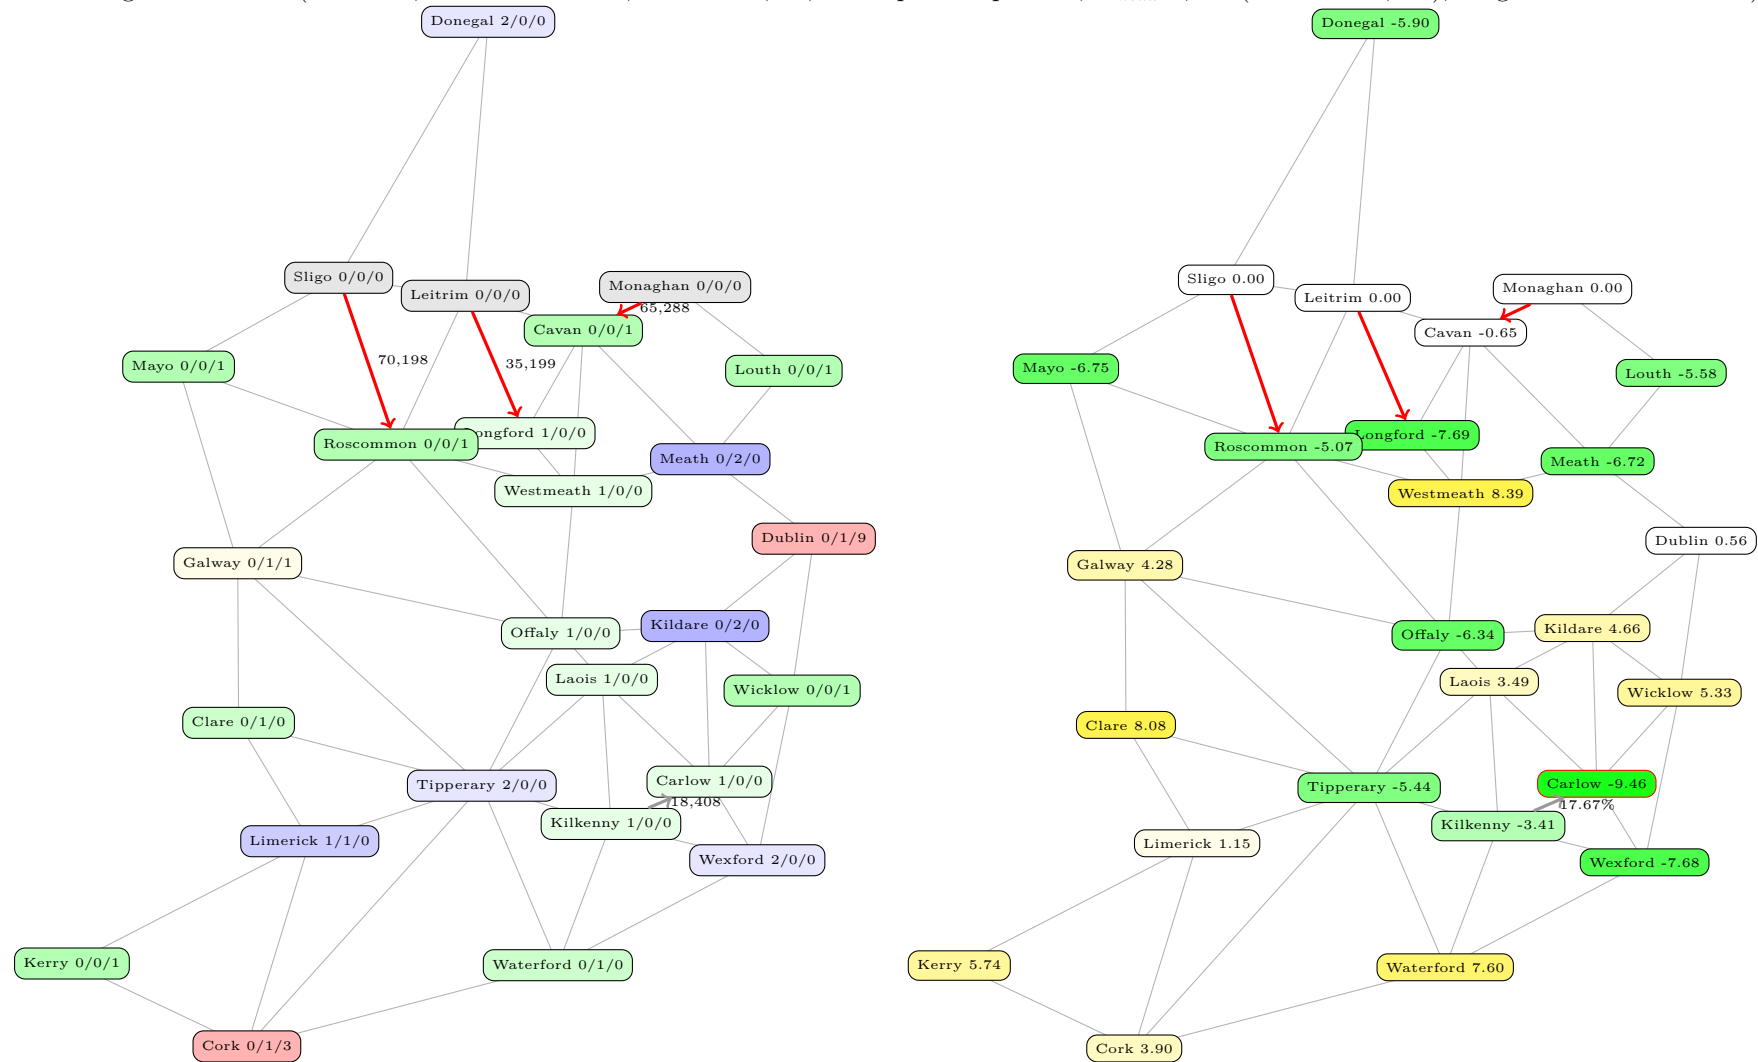 Donegal 2/0/0
Sligo 0/0/0
Leitrim 0/0/0
Monaghan 0/0/0
65,288
Cavan 0/0/1
70,198
35,199
Mayo 0/0/1
Louth 0/0/1
Roscommon 0/0/1
ongford 1/0/0
Meath 0/2/0
Westmeath 1/0/0
Dublin 0/1/9
Galway 0/1/1
Offaly 1/0/0
Kildare 0/2/0
Laois 1/0/0
Wicklow 0/0/1
Clare 0/1/0
Tipperary 2/0/0
Carlow 1/0/0
18,408
Kilkenny 1/0/0
Limerick 1/1/0
Wexford 2/0/0
Kerry 0/0/1
Waterford 0/1/0
Cork 0/1/3
Donegal -5.90
Sligo 0.00
Leitrim 0.00
Monaghan 0.00
Cavan -0.65
Mayo -6.75
Louth -5.58
Roscommon -5.07
Longford -7.69
Meath -6.72
Westmeath 8.39
Dublin 0.56
Galway 4.28
Offaly -6.34
Kildare 4.66
Laois 3.49
Wicklow 5.33
Clare 8.08
Tipperary -5.44
Carlow -9.46
17.67%
Kilkenny -3.41
Limerick 1.15
Wexford -7.68
Kerry 5.74
Waterford 7.60
Cork 3.90